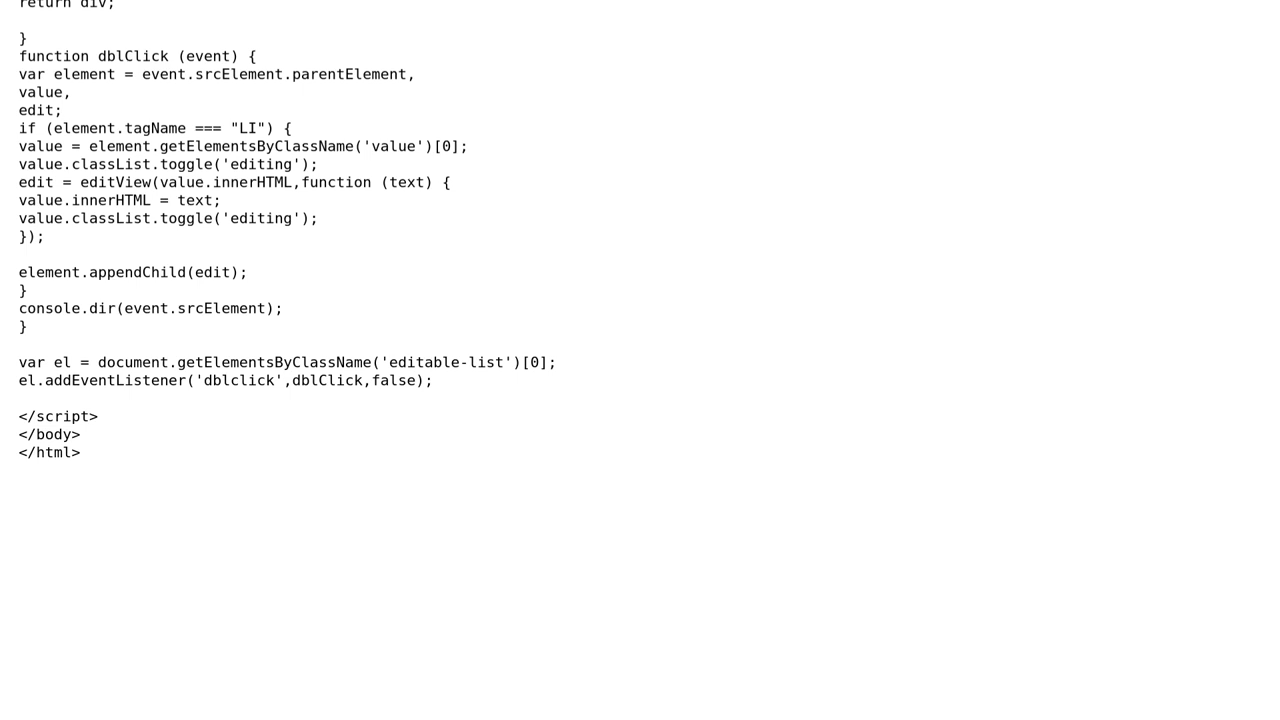 return div;
}
function dblClick (event) {
var element = event.srcElement.parentElement,
value,
edit;
if (element.tagName === "LI") {
value = element.getElementsByClassName('value')[0];
value.classList.toggle('editing');
edit = editView(value.innerHTML,function (text) {
value.innerHTML = text;
value.classList.toggle('editing');
});
element.appendChild(edit);
}
console.dir(event.srcElement);
}
var el = document.getElementsByClassName('editable-list')[0];
el.addEventListener('dblclick',dblClick,false);
</script>
</body>
</html>